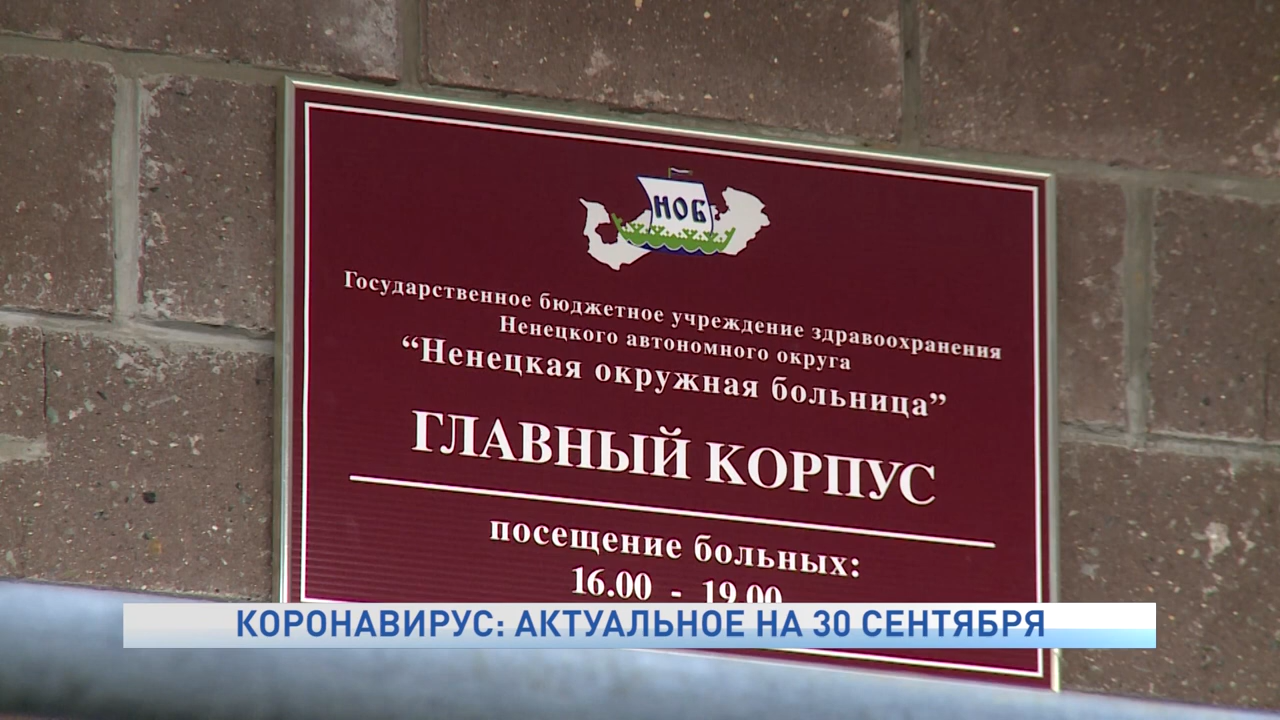 НОБ
Государственное бюджетное учреждение здравоохранения
Ненецкого автономного округа
“Ненецкая окружная больница”
ГЛАВНЫЙ КОРПУС
посещение больных:
16.00 - 19.00
КОРОНАВИРУС: АКТУАЛЬНОЕ НА 30 СЕНТЯБРЯ